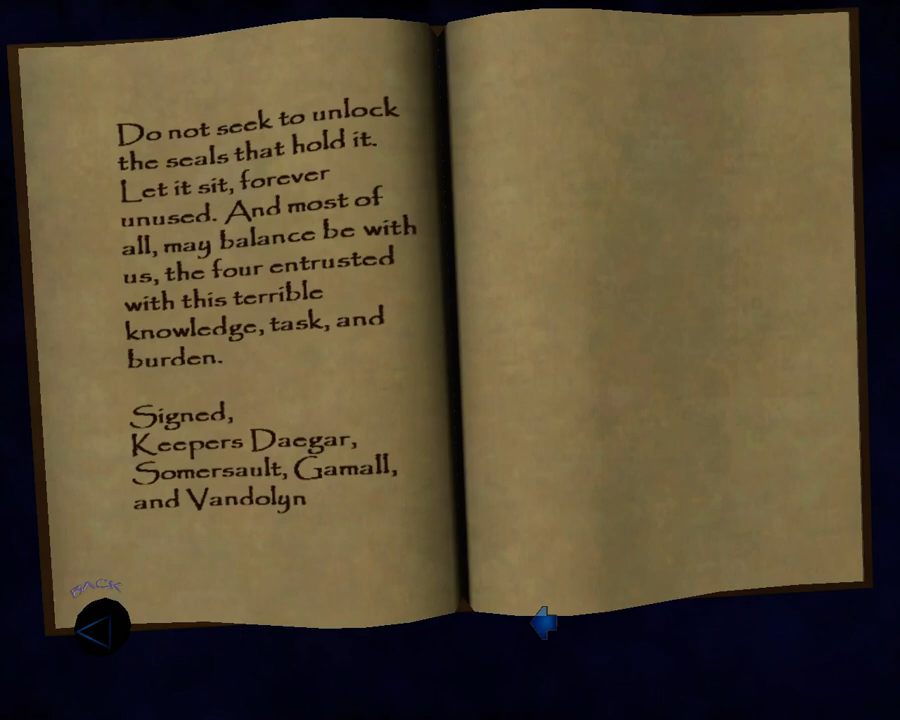 Do not seek to unlock
the seals that hold it.
Let it sit, forever
unused. And most of
all, may balance be with
us, the four entrusted
with this terrible
knowledge, task, and
burden.
Signed,
Keepers Daegar,
Somersault, Gamall,
and Vandolyn
BACK